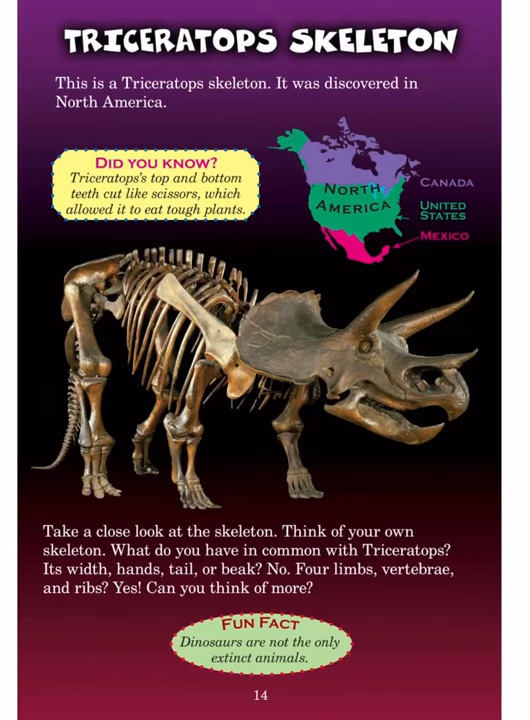 TRICERATOPS SKELETON
This is a Triceratops skeleton. It was discovered in
North America.
DID YOU KNOW?
Triceratops's top and bottom
teeth cut like scissors, which
allowed it to eat tough plants.
NORTH
AMERICA
CANADA
UNITED
STATES
MEXICO
Take a close look at the skeleton. Think of your own
skeleton. What do you have in common with Triceratops?
Its width, hands, tail, or beak? No. Four limbs, vertebrae,
and ribs? Yes! Can you think of more?
FUN FACT
Dinosaurs are not the only
extinct animals.
14